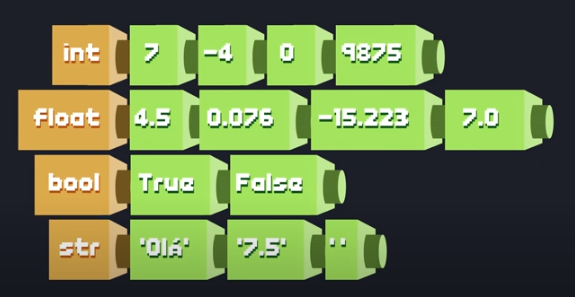 int 7 -4 0 9875
float 4.5 0.076 -15.223 7.0
bool True False
str 'Olá' '7.5' ''